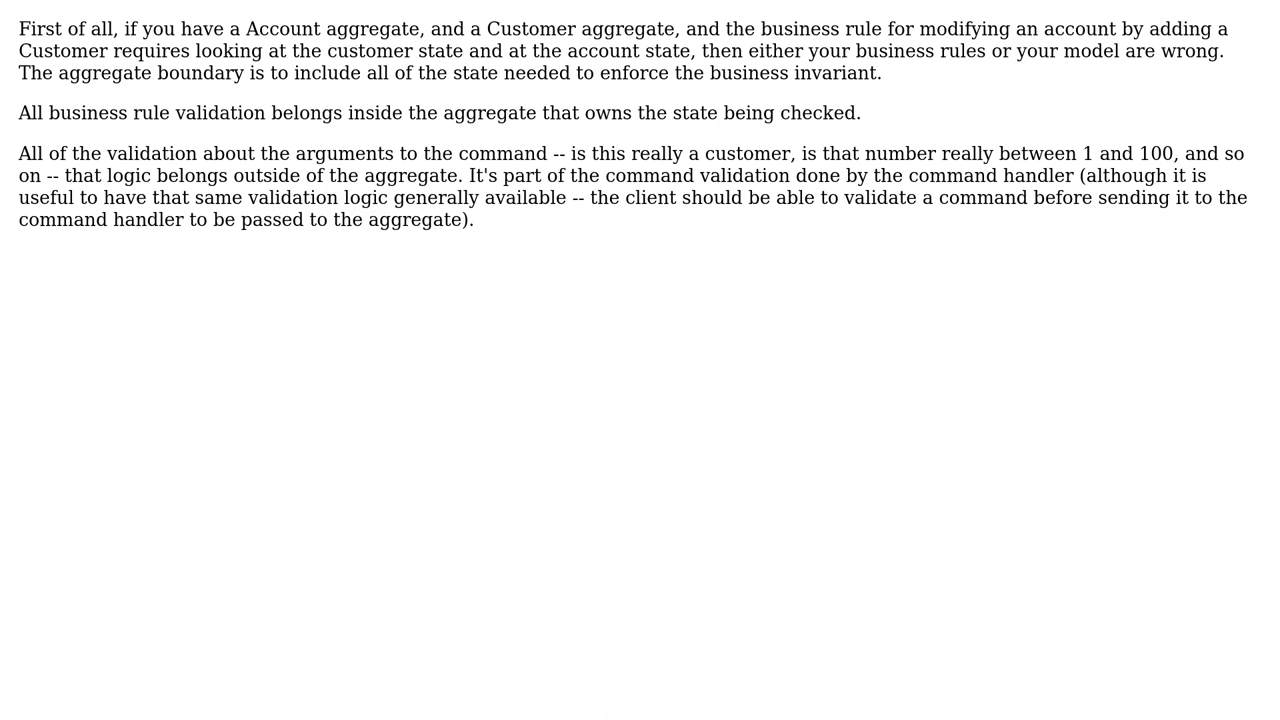 First of all, if you have a Account aggregate, and a Customer aggregate, and the business rule for modifying an account by adding a
Customer requires looking at the customer state and at the account state, then either your business rules or your model are wrong.
The aggregate boundary is to include all of the state needed to enforce the business invariant.
All business rule validation belongs inside the aggregate that owns the state being checked.
All of the validation about the arguments to the command -- is this really a customer, is that number really between 1 and 100, and so
on -- that logic belongs outside of the aggregate. It's part of the command validation done by the command handler (although it is
useful to have that same validation logic generally available -- the client should be able to validate a command before sending it to the
command handler to be passed to the aggregate).